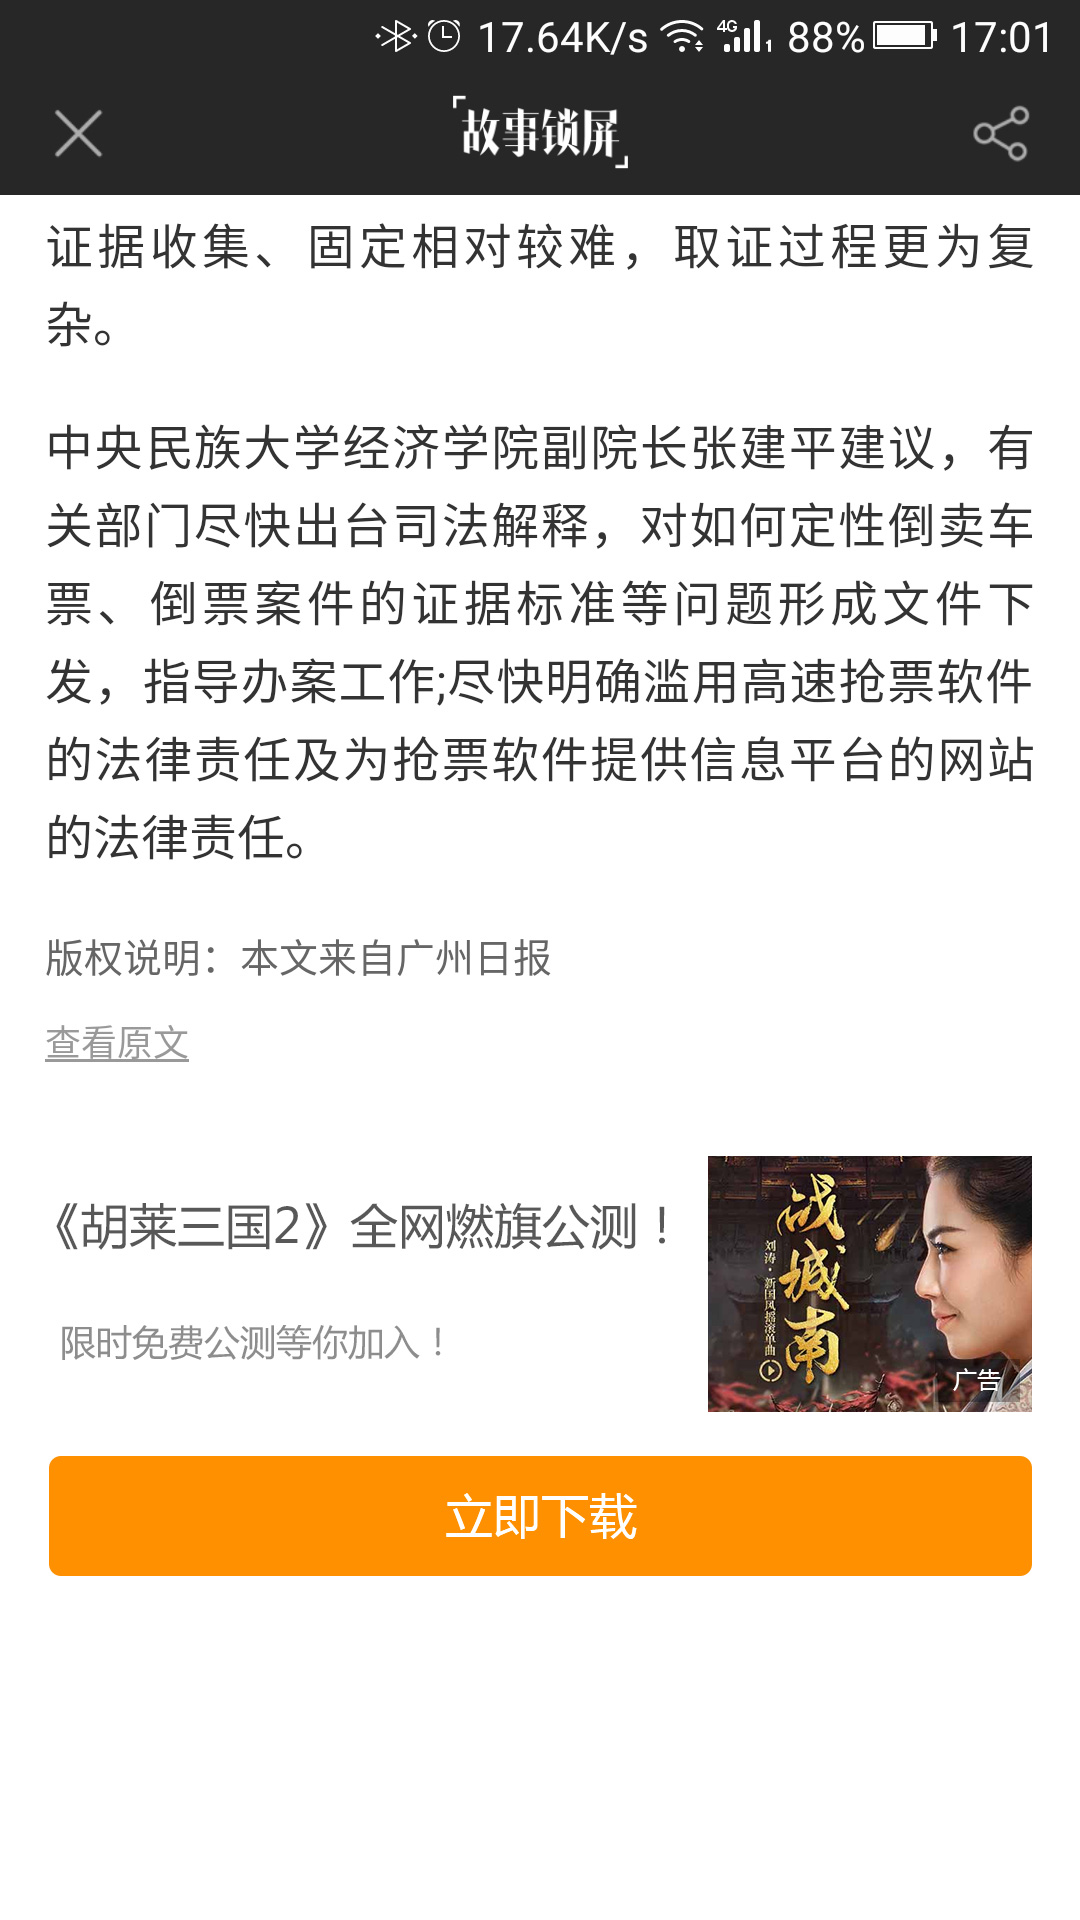 17.64K/s 4G 1 88% 17:01
「故事锁屏」
证据收集、固定相对较难，取证过程更为复
杂。
中央民族大学经济学院副院长张建平建议，有
关部门尽快出台司法解释，对如何定性倒卖车
票、倒票案件的证据标准等问题形成文件下
发，指导办案工作;尽快明确滥用高速抢票软件
的法律责任及为抢票软件提供信息平台的网站
的法律责任。
版权说明：本文来自广州日报
查看原文
《胡莱三国2》全网燃旗公测！
限时免费公测等你加入！
战城南
刘涛·新国风摇滚单曲
广告
立即下载